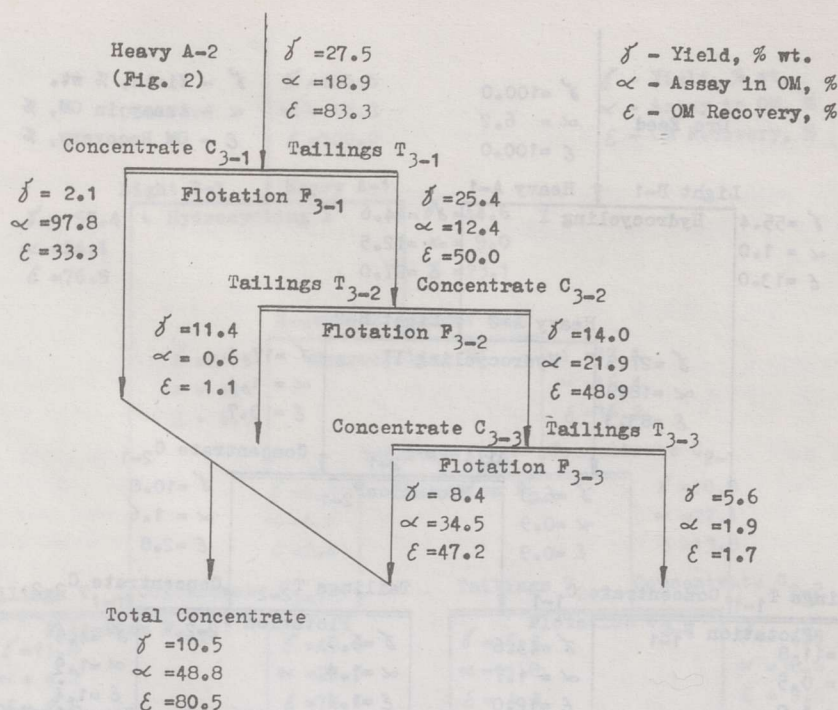 Heavy A-2
(Fig. 2)
γ =27.5
α =18.9
ε =83.3
γ - Yield, % wt.
α - Assay in OM, %
ε - OM Recovery, %
Concentrate C3-1
Tailings T3-1
γ = 2.1
α =97.8
ε =33.3
Flotation F3-1
γ =25.4
α =12.4
ε =50.0
Tailings T3-2
Concentrate C3-2
γ =11.4
α = 0.6
ε = 1.1
Flotation F3-2
γ =14.0
α =21.9
ε =48.9
Concentrate C3-3
Tailings T3-3
Flotation F3-3
γ = 8.4
α =34.5
ε =47.2
γ =5.6
α =1.9
ε =1.7
Total Concentrate
γ =10.5
α =48.8
ε =80.5